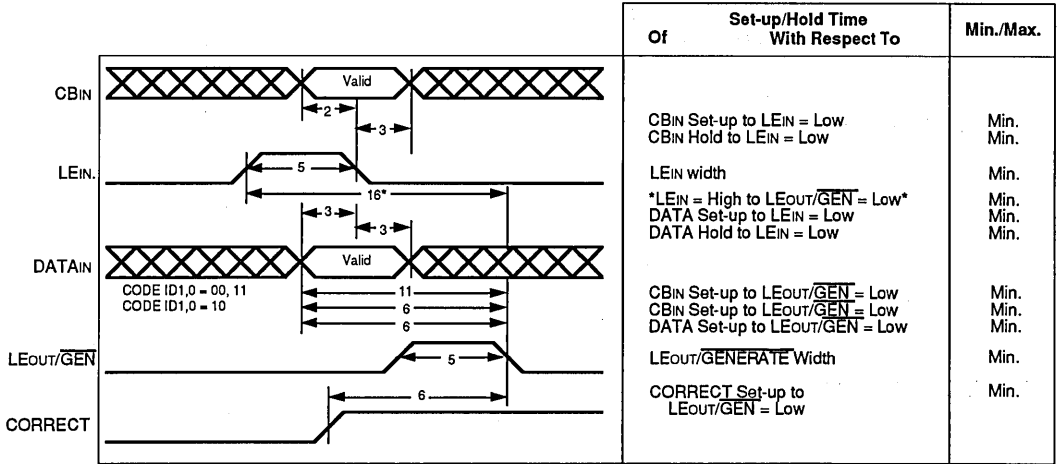 Set-up/Hold Time
Of With Respect To
Min./Max.
CBIN
Valid
2
3
CBIN Set-up to LEIN = Low Min.
CBIN Hold to LEIN = Low Min.
LEIN.
5
LEIN width Min.
16*
*LEIN = High to LEOUT/GEN = Low* Min.
3
DATA Set-up to LEIN = Low Min.
3
DATA Hold to LEIN = Low Min.
DATAIN
Valid
CODE ID1,0 = 00, 11
11
CBIN Set-up to LEOUT/GEN = Low Min.
CODE ID1,0 = 10
6
CBIN Set-up to LEOUT/GEN = Low Min.
6
DATA Set-up to LEOUT/GEN = Low Min.
LEOUT/GEN
5
LEOUT/GENERATE Width Min.
6
CORRECT Set-up to Min.
LEOUT/GEN = Low
CORRECT